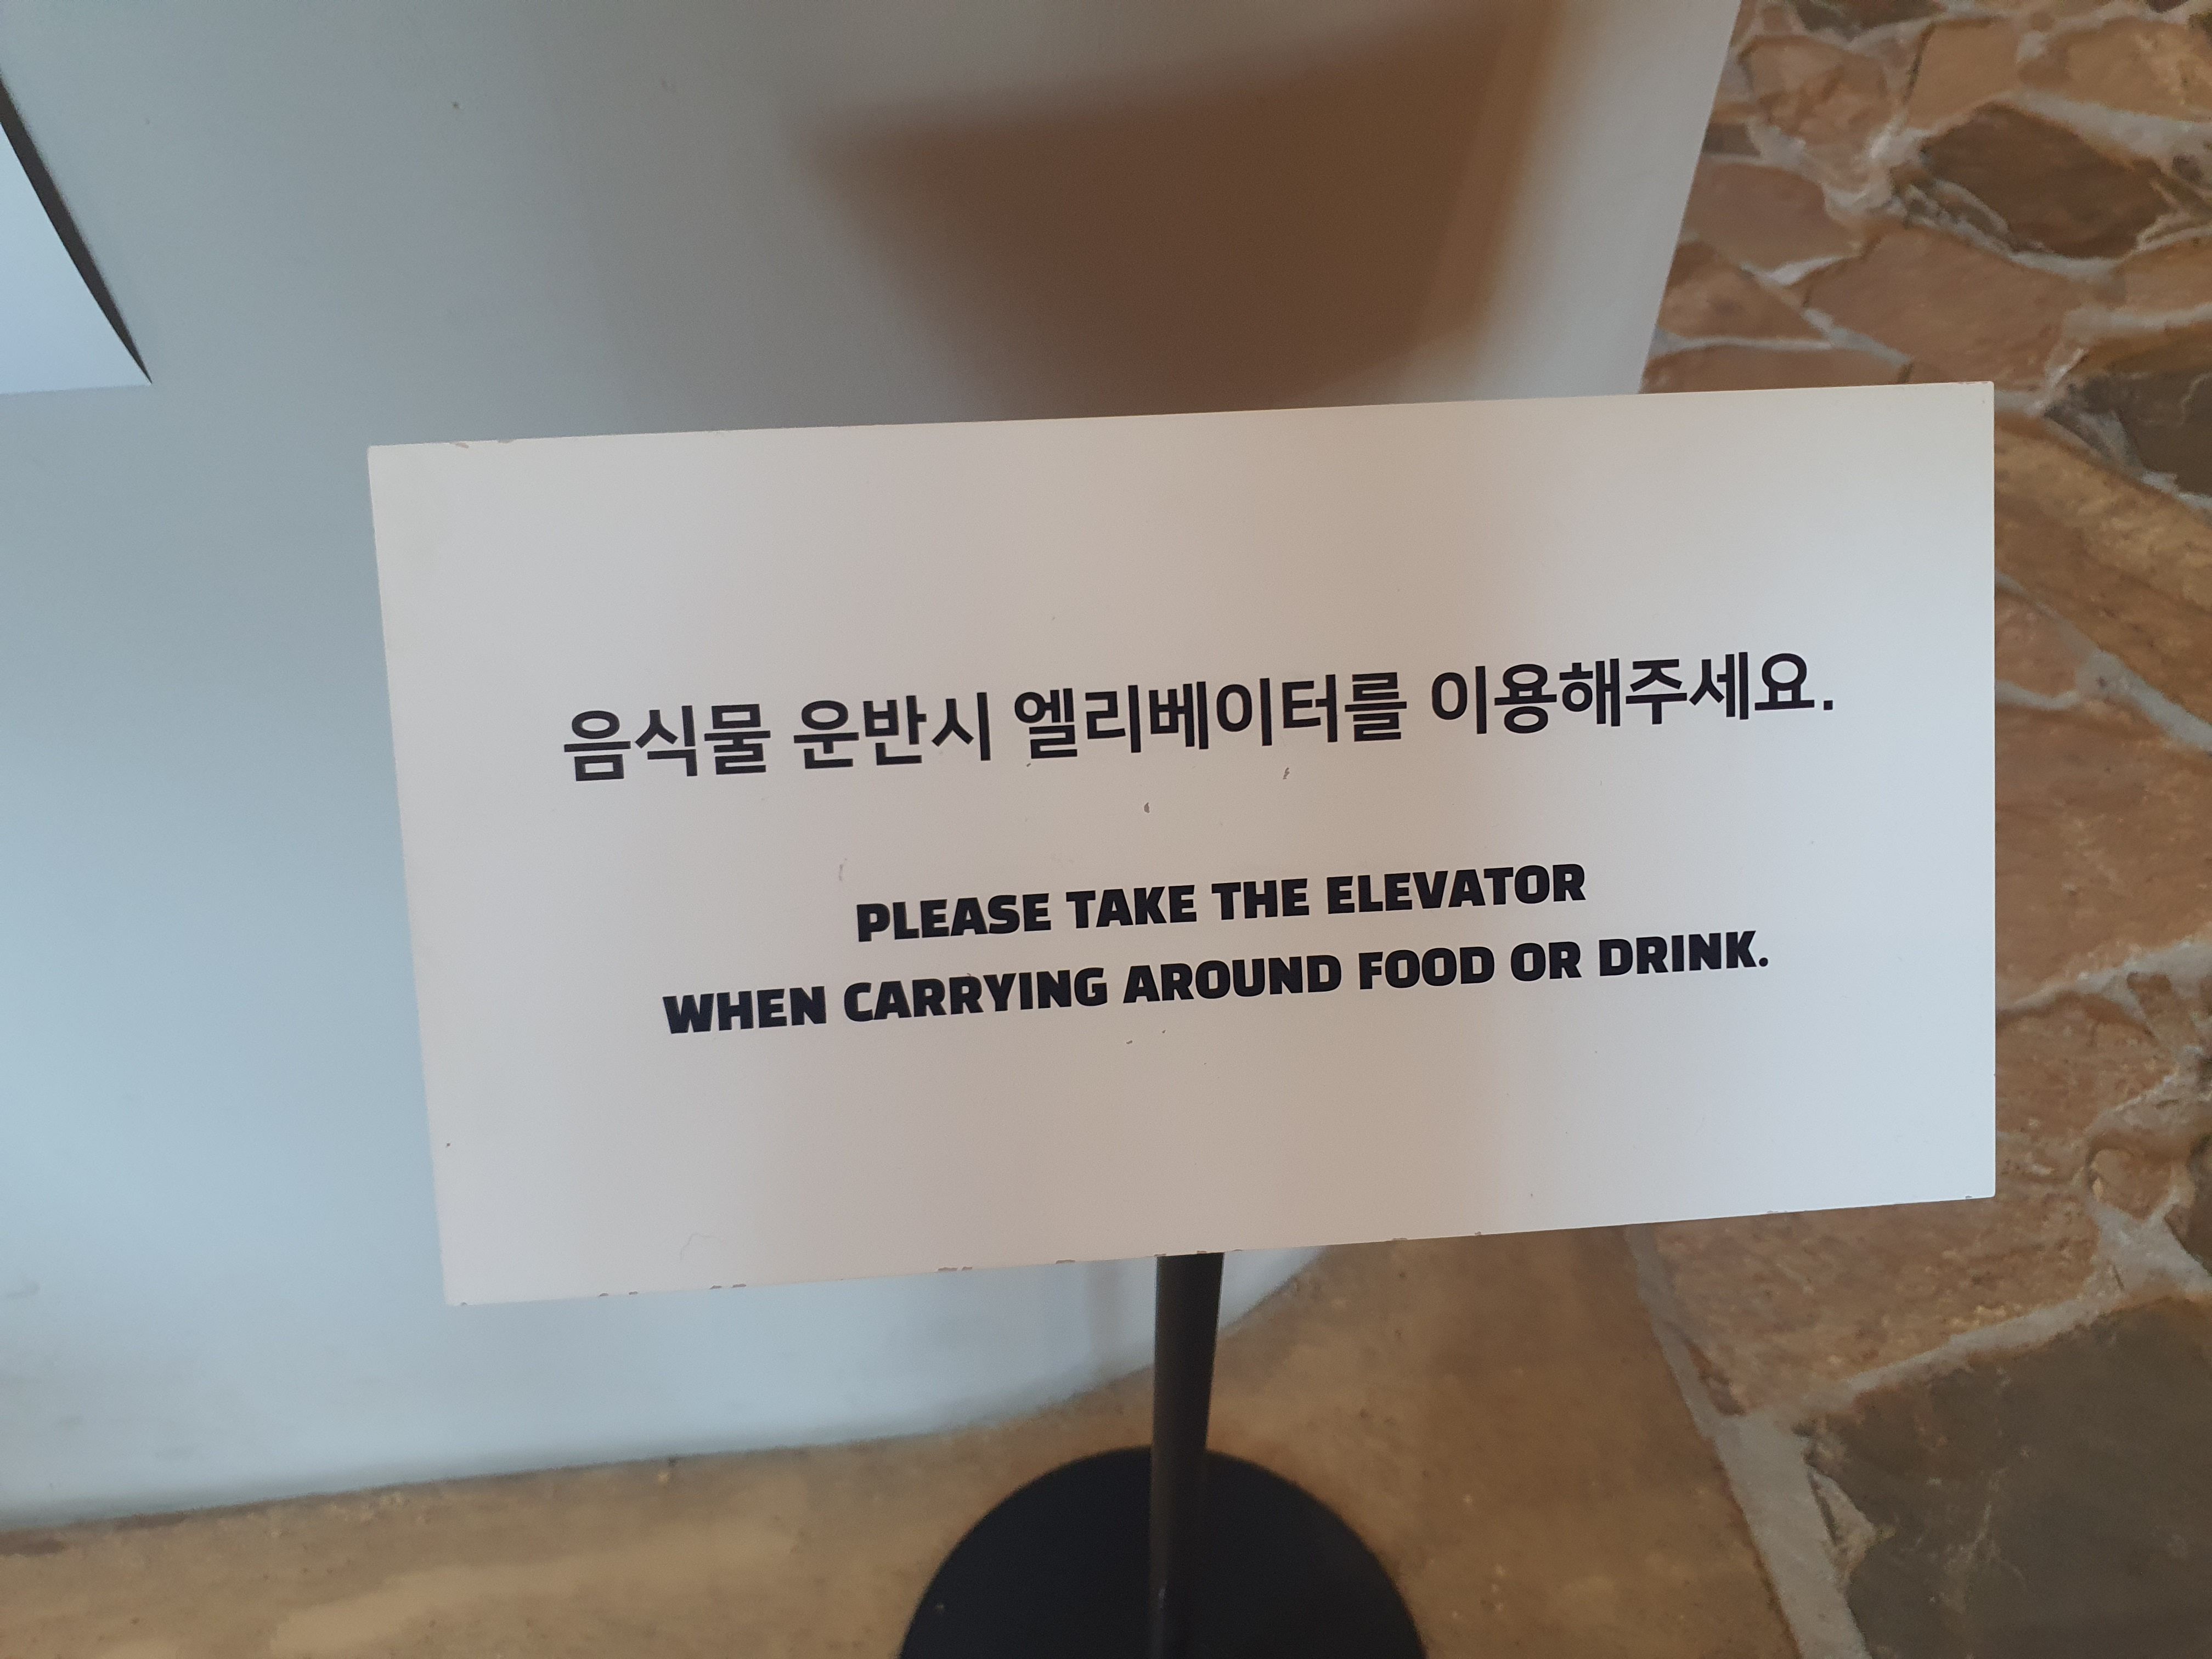 음식물 운반시 엘리베이터를 이용해주세요.
PLEASE TAKE THE ELEVATOR
WHEN CARRYING AROUND FOOD OR DRINK.